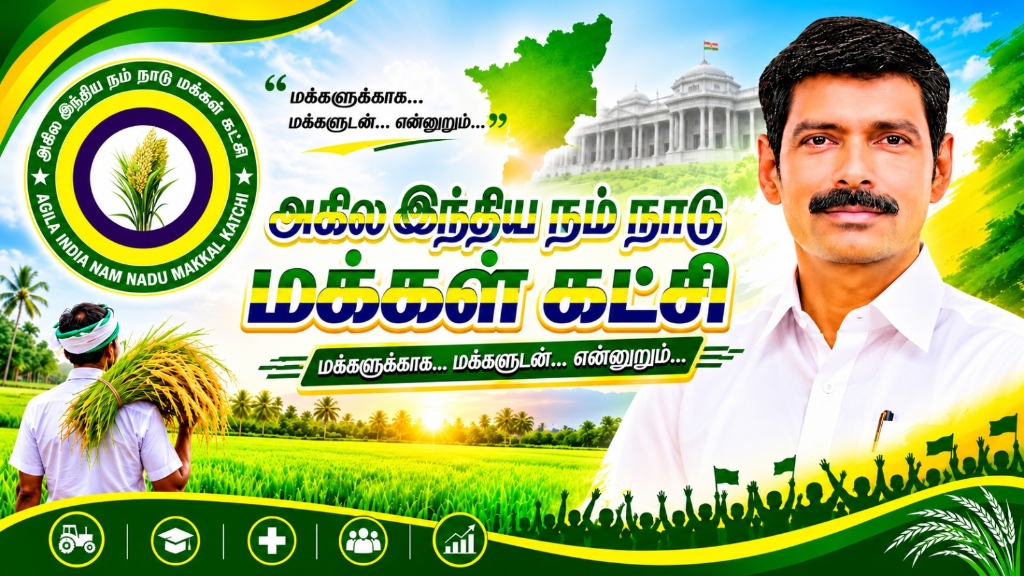 அகில இந்திய நம் நாடு மக்கள் கட்சி
AGILA INDIA NAM NADU MAKKAL KATCHI
“ மக்களுக்காக...
மக்களுடன்... என்னுறும்... ”
அகில இந்திய நம் நாடு
மக்கள் கட்சி
மக்களுக்காக... மக்களுடன்... என்னுறும்...